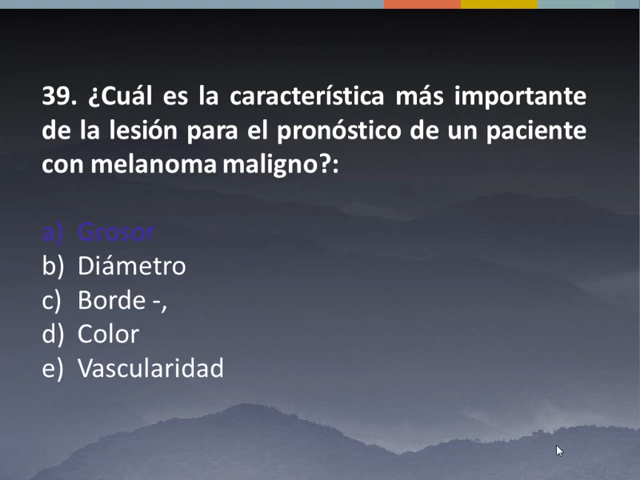 39. ¿Cuál es la característica más importante
de la lesión para el pronóstico de un paciente
con melanoma maligno?:
a) Grosor
b) Diámetro
c) Borde -,
d) Color
e) Vascularidad